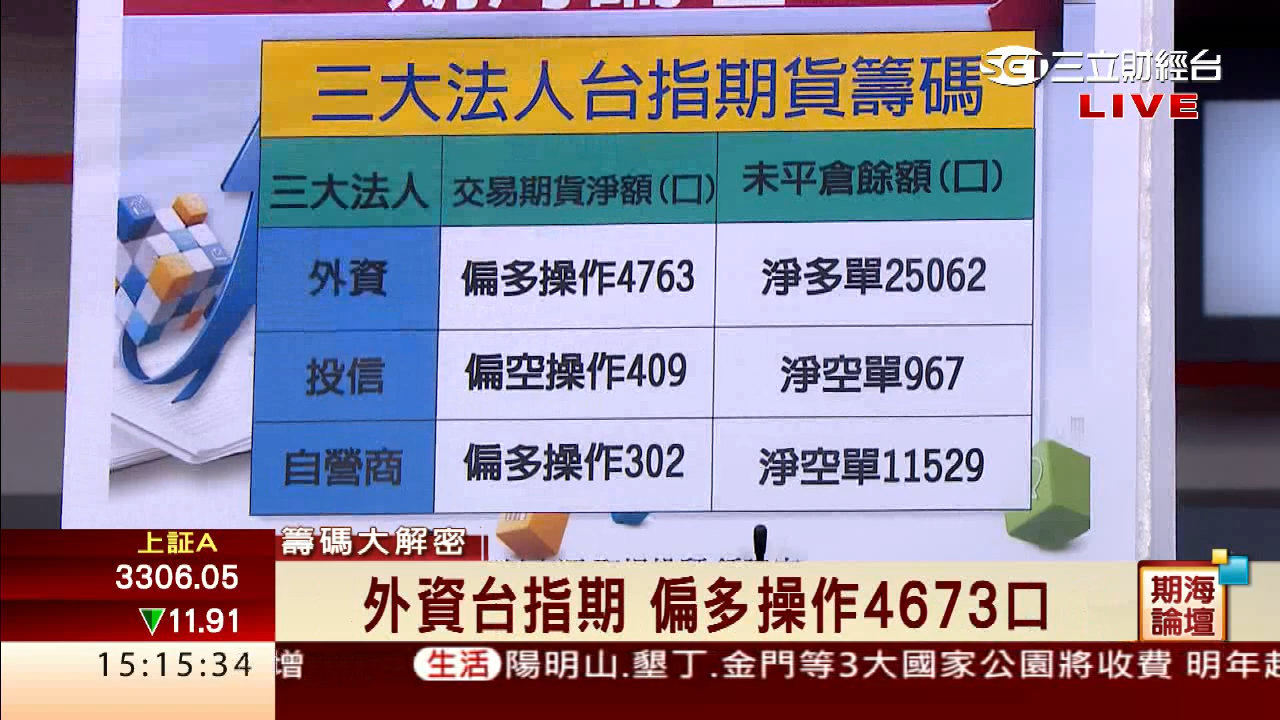 三大法人台指期貨籌碼
SET 三立財經台
LIVE
三大法人 交易期貨淨額(口) 未平倉餘額(口)
外資 偏多操作4763 淨多單25062
投信 偏空操作409 淨空單967
自營商 偏多操作302 淨空單11529
上証A
3306.05
▼11.91
籌碼大解密
外資台指期 偏多操作4673口
期海
論壇
15:15:34
增 生活 陽明山.墾丁.金門等3大國家公園將收費 明年起